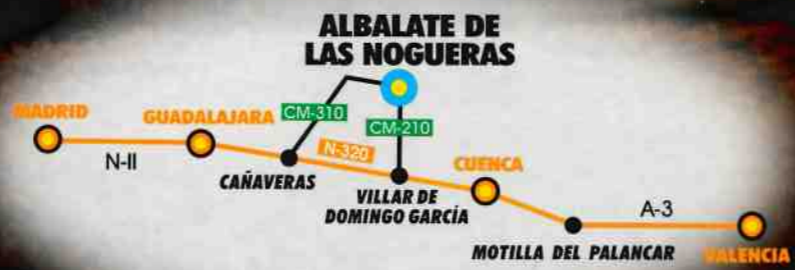 ALBALATE DE
LAS NOGUERAS
MADRID
GUADALAJARA
CM-310
CM-210
N-II
N-320
CAÑAVERAS
CUENCA
VILLAR DE
DOMINGO GARCÍA
A-3
MOTILLA DEL PALANCAR
VALENCIA